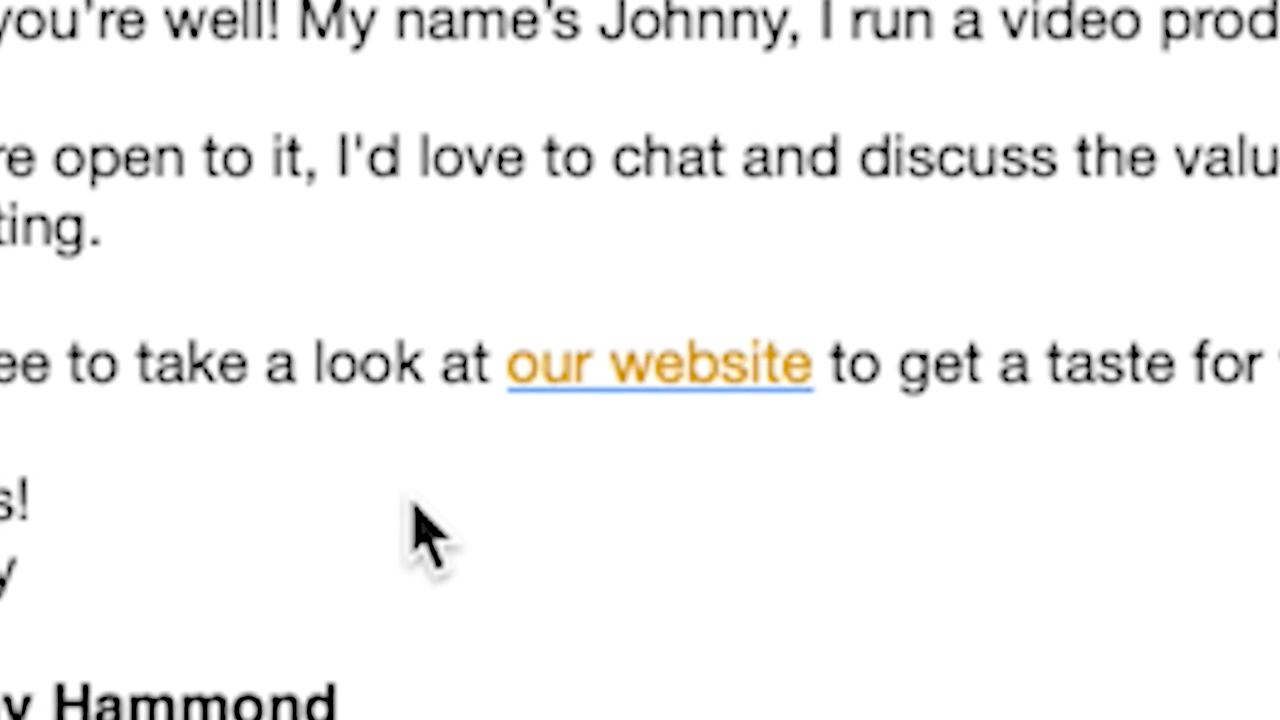 you're well! My name's Johnny, I run a video prod
re open to it, I'd love to chat and discuss the valu
ting.
ee to take a look at our website to get a taste for
s!
y
y Hammond